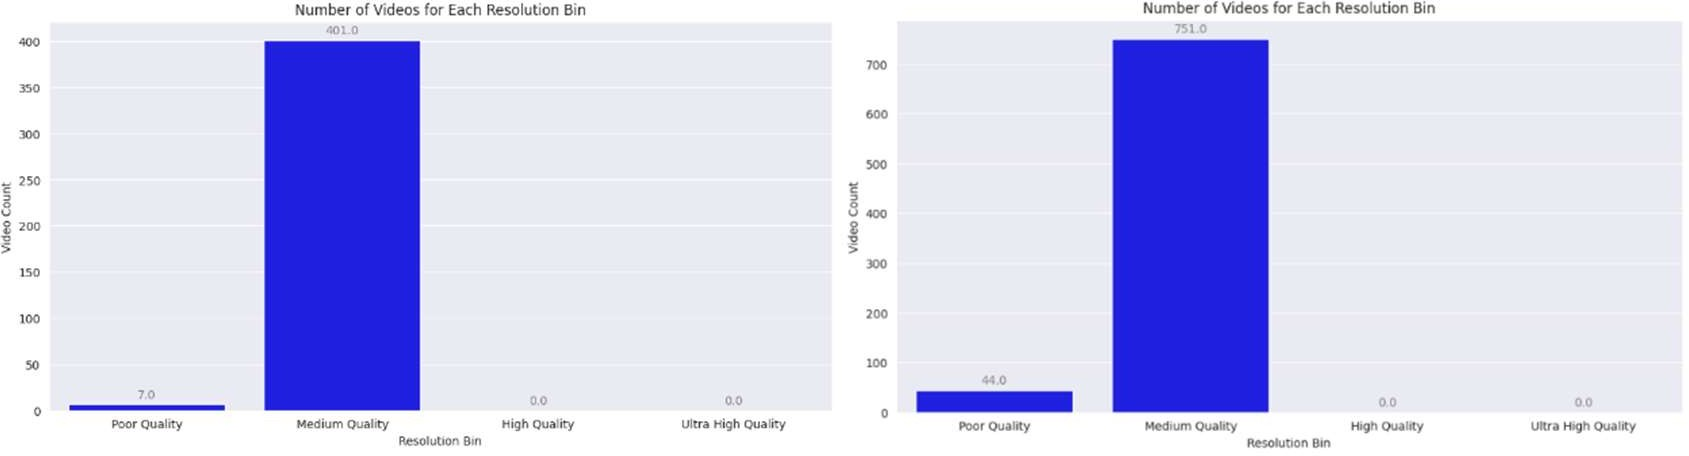 Number of Videos for Each Resolution Bin
401.0
400
350
300
250
200
150
100
50
0
Video Count
7.0
0.0
0.0
Poor Quality
Medium Quality
High Quality
Ultra High Quality
Resolution Bin
Number of Videos for Each Resolution Bin
751.0
700
600
500
400
300
200
100
0
Video Count
44.0
0.0
0.0
Poor Quality
Medium Quality
High Quality
Ultra High Quality
Resolution Bin